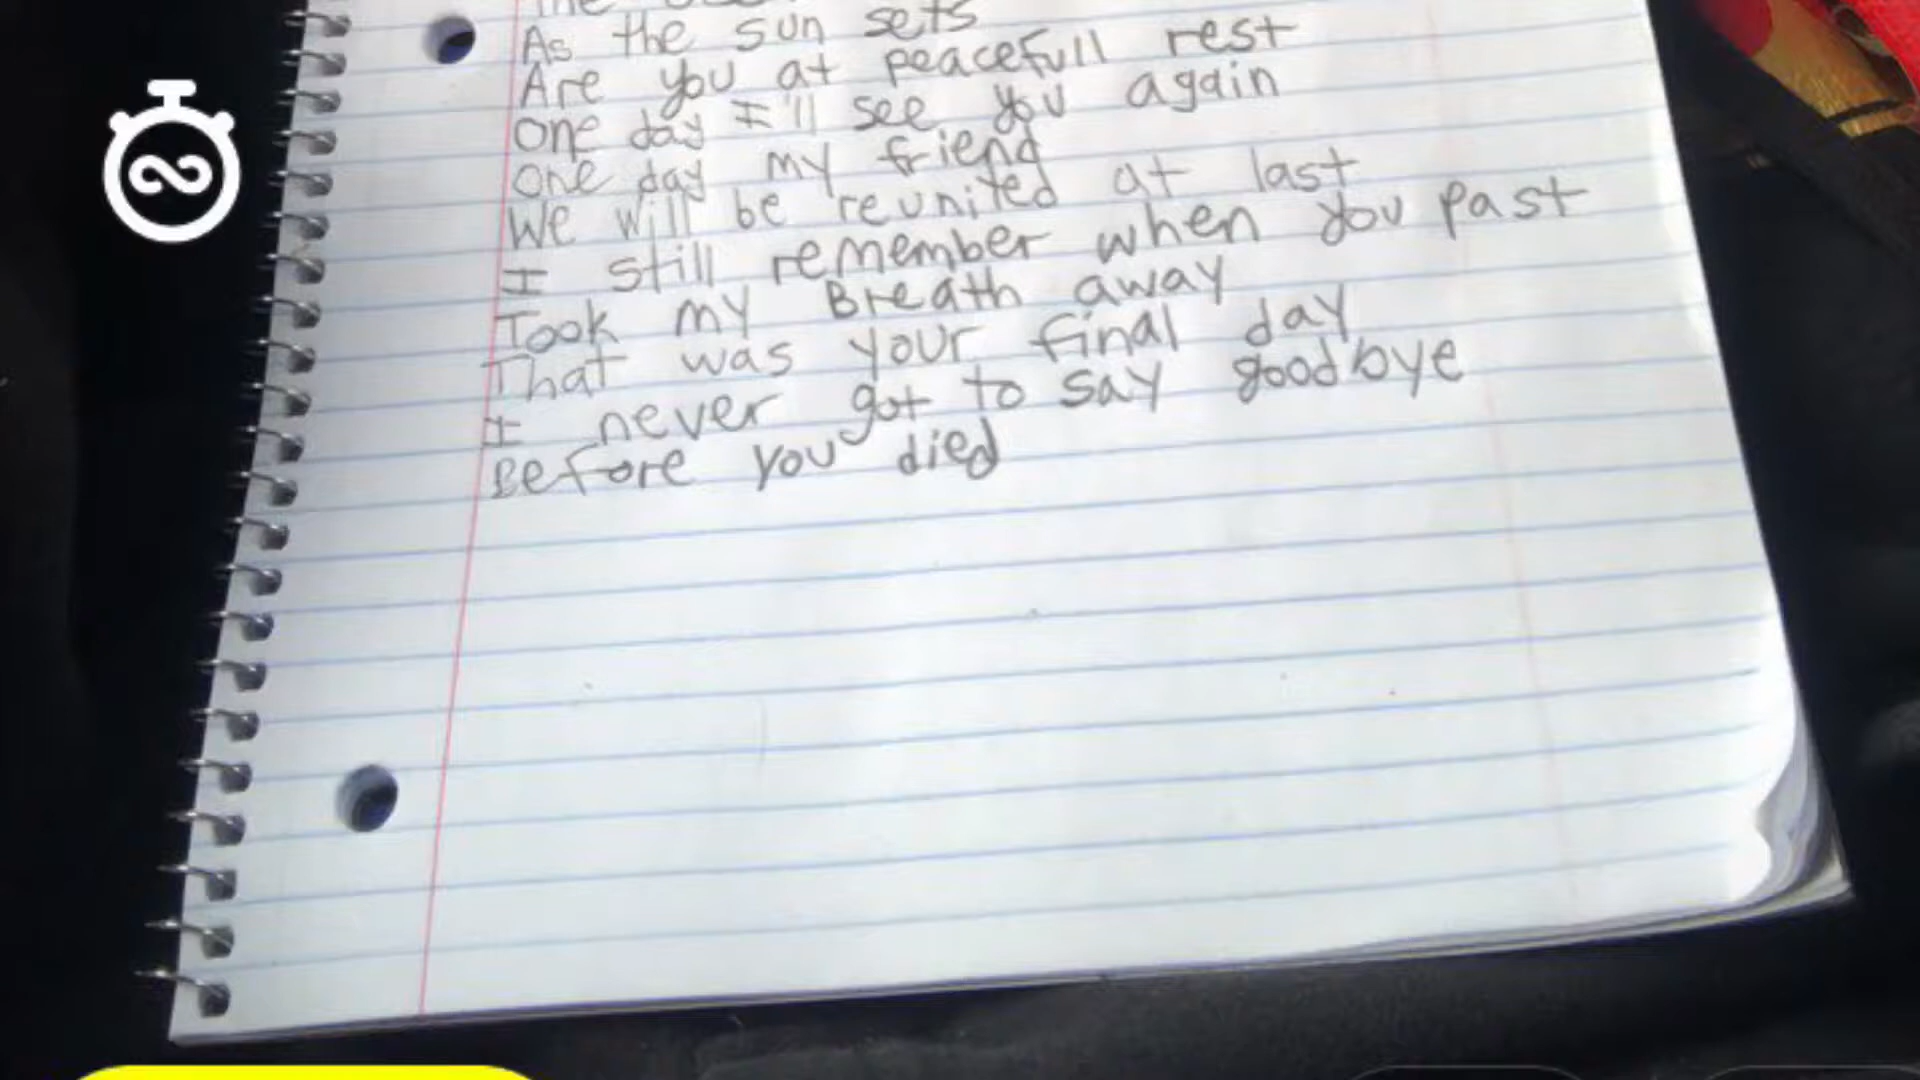 As the sun sets
Are you at peacefull rest
One day I'll see you again
One day my friend
We will be reunited at last
I still remember when you past
Took my Breath away
That was your final day
I never got to say goodbye
Before you died